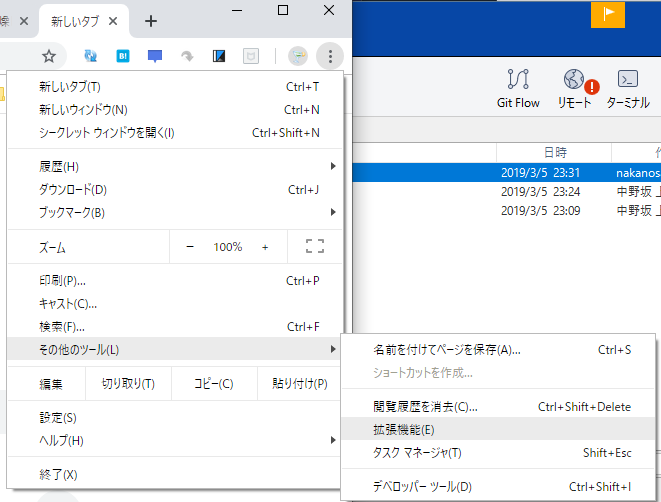 新しいタブ
B!
新しいタブ(T) Ctrl+T
新しいウィンドウ(N) Ctrl+N
シークレット ウィンドウを開く(I) Ctrl+Shift+N
履歴(H)
ダウンロード(D) Ctrl+J
ブックマーク(B)
ズーム − 100% +
印刷(P)... Ctrl+P
キャスト(C)...
検索(F)... Ctrl+F
その他のツール(L)
編集 切り取り(T) コピー(C) 貼り付け(P)
設定(S)
ヘルプ(H)
終了(X)
Git Flow リモート ターミナル
日時
2019/3/5 23:31 nakanos
2019/3/5 23:24 中野坂 上
2019/3/5 23:09 中野坂 上
名前を付けてページを保存(A)... Ctrl+S
ショートカットを作成...
閲覧履歴を消去(C)... Ctrl+Shift+Delete
拡張機能(E)
タスク マネージャ(T) Shift+Esc
デベロッパー ツール(D) Ctrl+Shift+I